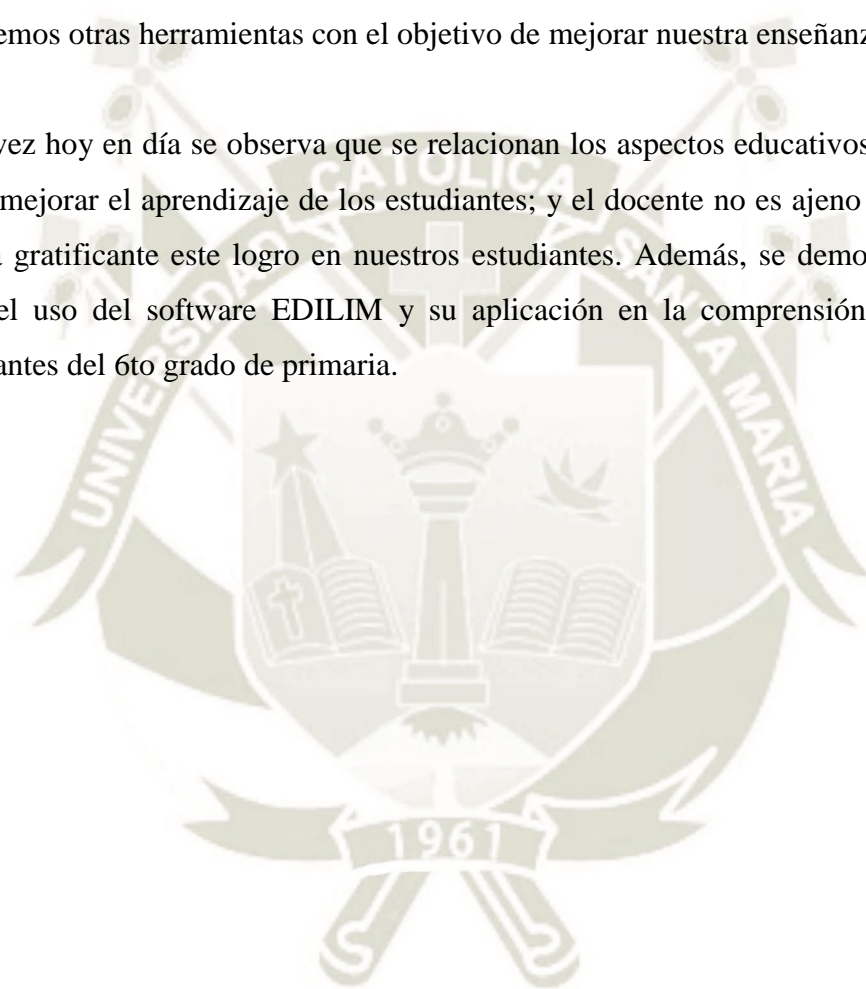 emos otras herramientas con el objetivo de mejorar nuestra enseñanz
vez hoy en día se observa que se relacionan los aspectos educativos
mejorar el aprendizaje de los estudiantes; y el docente no es ajeno
gratificante este logro en nuestros estudiantes. Además, se demo
el uso del software EDILIM y su aplicación en la comprensión
antes del 6to grado de primaria.
UNIVERSIDAD CATOLICA SANTA MARIA
1961